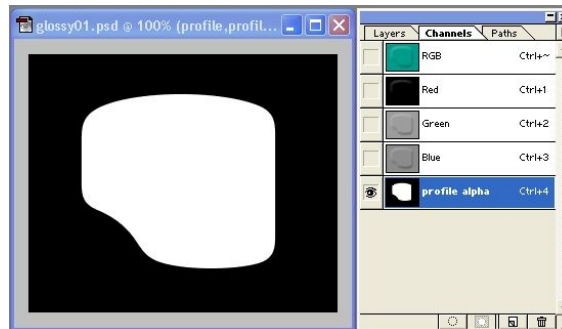 glossy01.psd @ 100% (profile,profil...
Layers Channels Paths
RGB Ctrl+~
Red Ctrl+1
Green Ctrl+2
Blue Ctrl+3
profile alpha Ctrl+4